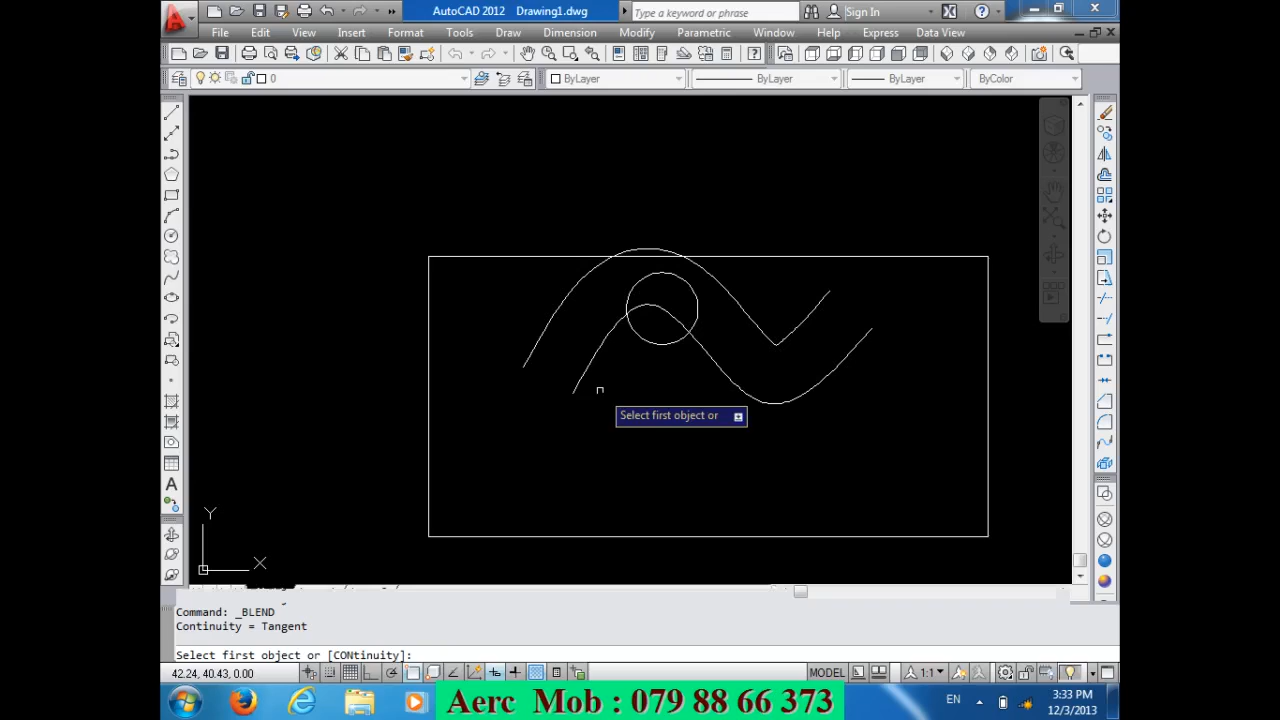 AutoCAD 2012 Drawing1.dwg
Type a keyword or phrase
Sign In
File Edit View Insert Format Tools Draw Dimension Modify Parametric Window Help Express Data View
0
ByLayer
ByLayer
ByLayer
ByColor
Select first object or
Y
X
Command: _BLEND
Continuity = Tangent
Select first object or [CONtinuity]:
42.24, 40.43, 0.00
MODEL
1:1
Aerc Mob : 079 88 66 373
EN
3:33 PM
12/3/2013